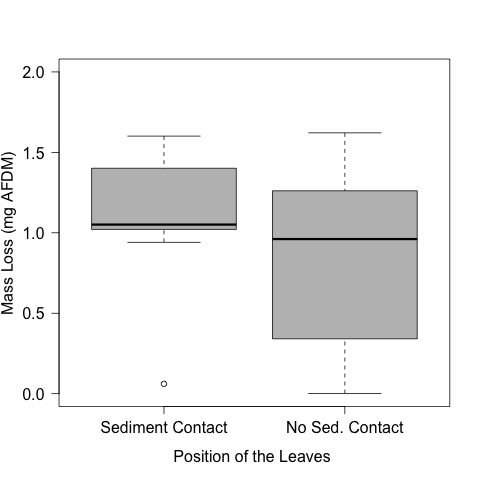 2.0
1.5
1.0
0.5
0.0
Mass Loss (mg AFDM)
Sediment Contact No Sed. Contact
Position of the Leaves